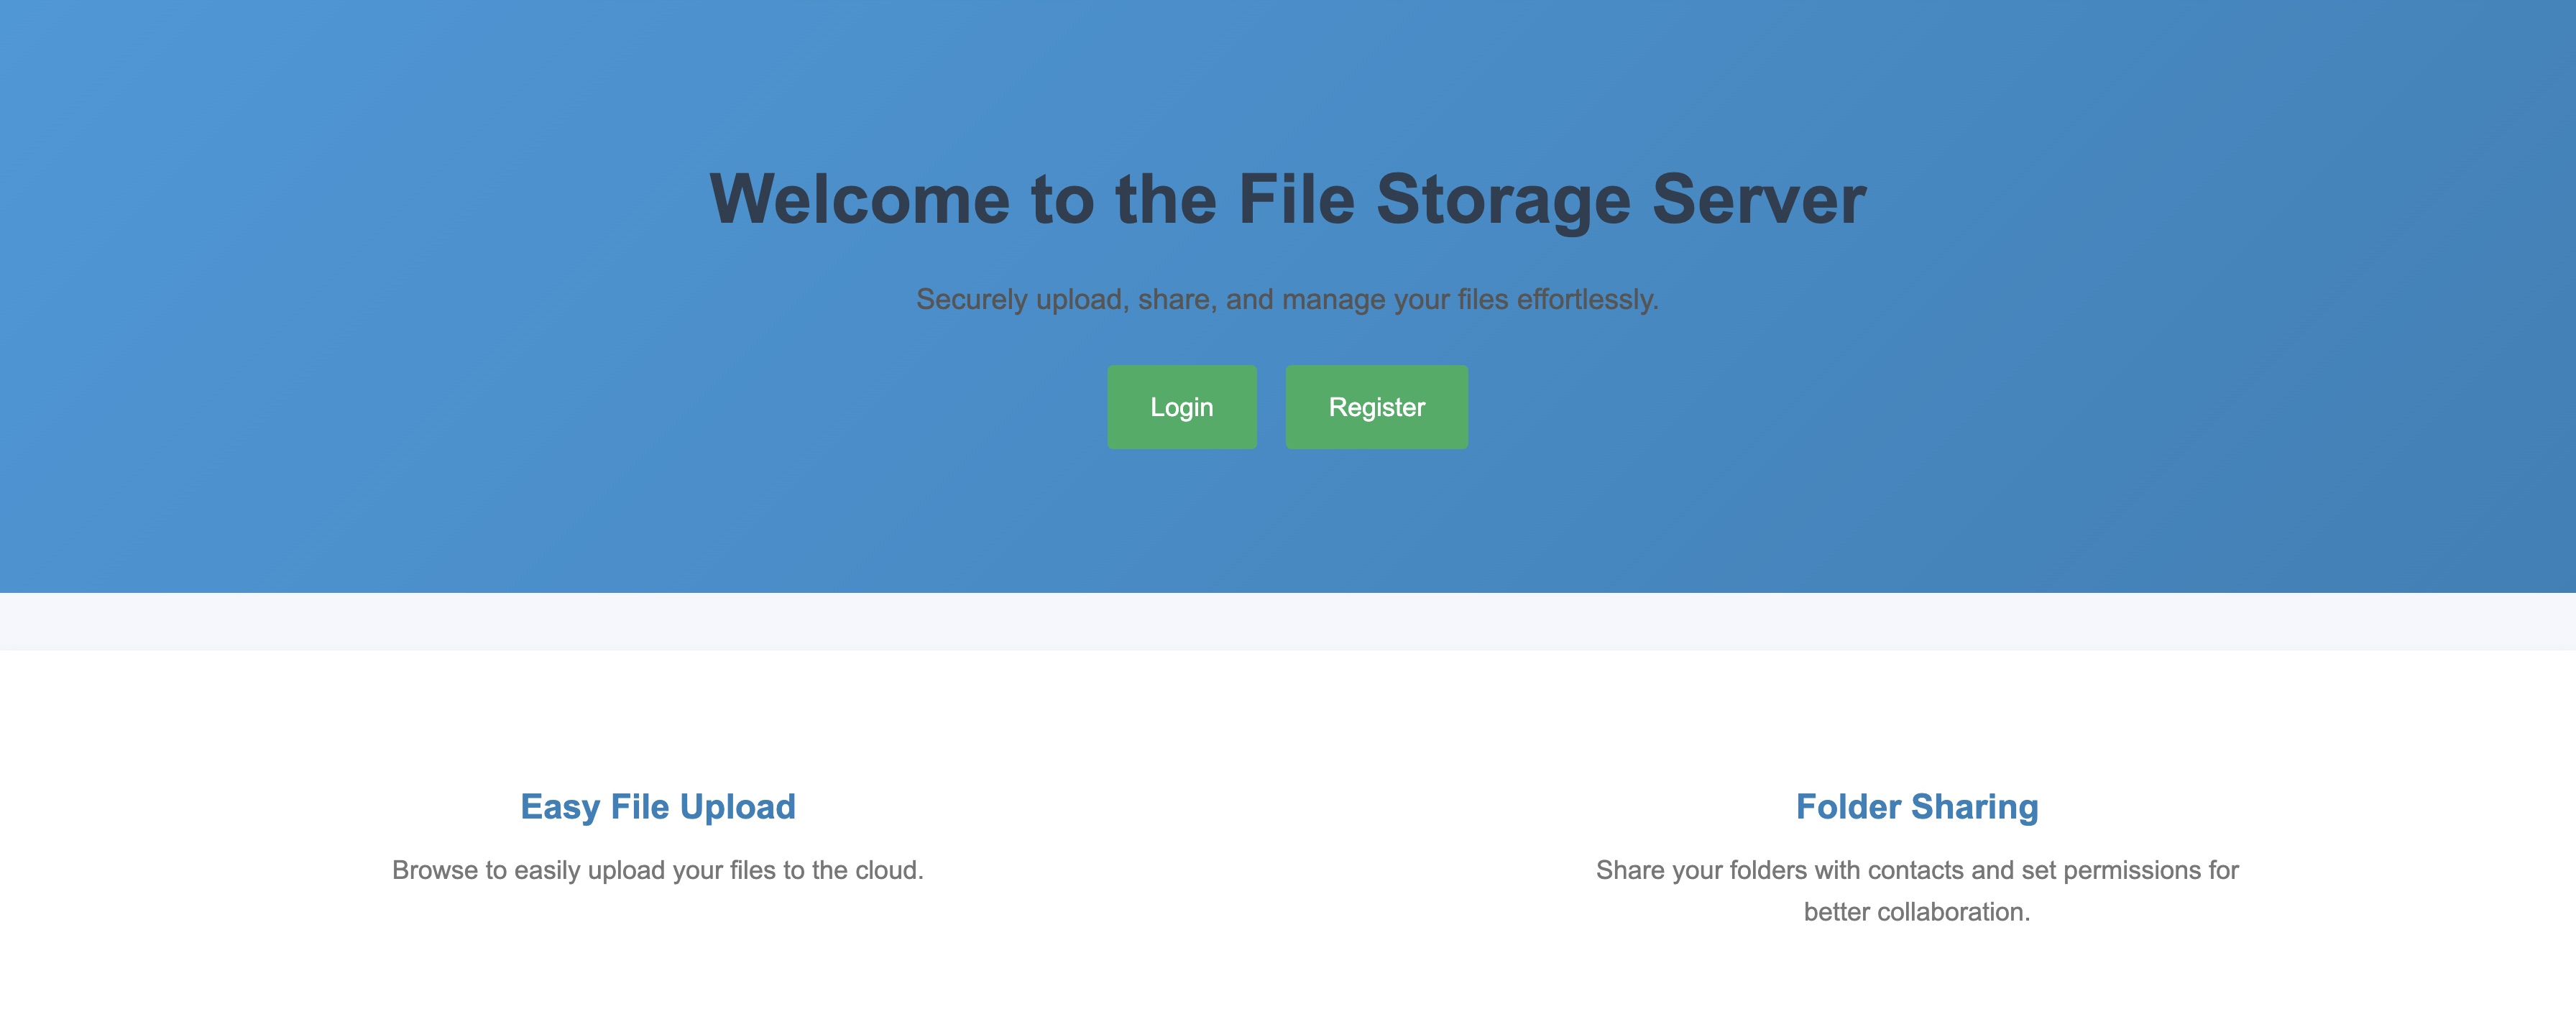 Welcome to the File Storage Server
Securely upload, share, and manage your files effortlessly.
Login
Register
Easy File Upload
Browse to easily upload your files to the cloud.
Folder Sharing
Share your folders with contacts and set permissions for
better collaboration.